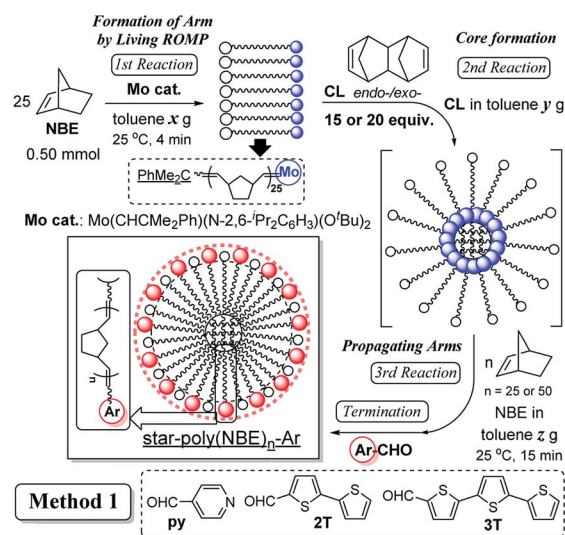 Formation of Arm
by Living ROMP
1st Reaction
25
NBE
0.50 mmol
Mo cat.
toluene x g
25 °C, 4 min
CL endo-/exo-
15 or 20 equiv.
Core formation
2nd Reaction
CL in toluene y g
PhMe2C
25
Mo
Mo cat.: Mo(CHCMe2Ph)(N-2,6-iPr2C6H3)(OtBu)2
n
Ar
star-poly(NBE)n-Ar
Propagating Arms
3rd Reaction
n
n = 25 or 50
NBE in
toluene z g
25 °C, 15 min
Termination
Ar-CHO
Method 1
OHC
N
py
OHC
S
S
2T
OHC
S
S
S
3T